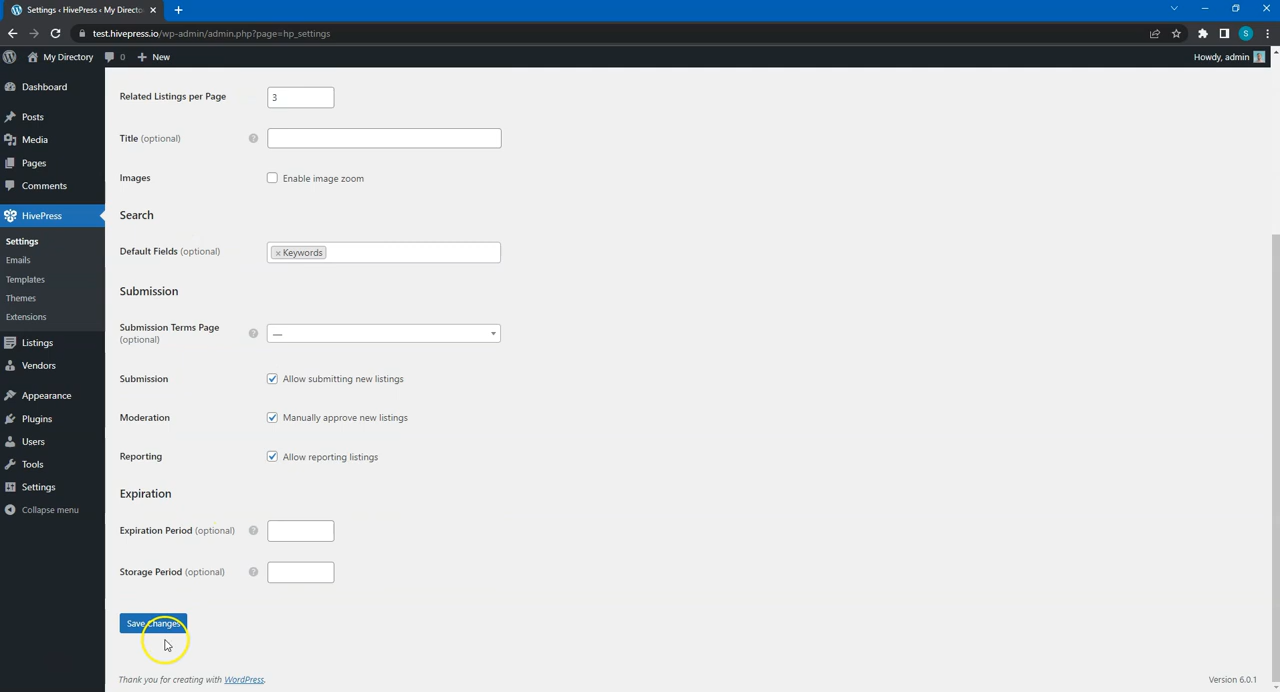 Settings ‹ HivePress ‹ My Directo
test.hivepress.io/wp-admin/admin.php?page=hp_settings
S
My Directory
0
New
Howdy, admin
Dashboard
Posts
Media
Pages
Comments
HivePress
Settings
Emails
Templates
Themes
Extensions
Listings
Vendors
Appearance
Plugins
Users
Tools
Settings
Collapse menu
Related Listings per Page
3
Title (optional)
?
Images
Enable image zoom
Search
Default Fields (optional)
× Keywords
Submission
Submission Terms Page
(optional)
?
—
Submission
Allow submitting new listings
Moderation
Manually approve new listings
Reporting
Allow reporting listings
Expiration
Expiration Period (optional)
?
Storage Period (optional)
?
Save Changes
Thank you for creating with WordPress.
Version 6.0.1